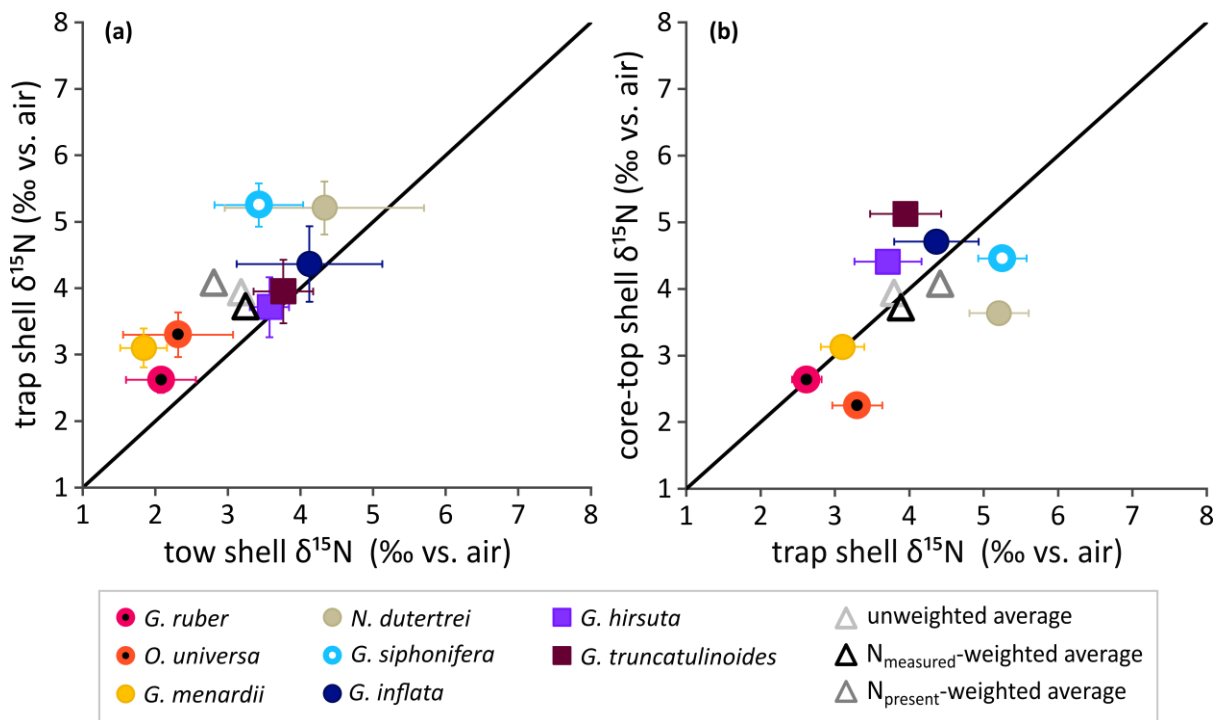 (a)
8
7
6
5
4
3
2
1
trap shell δ¹⁵N (‰ vs. air)
1 2 3 4 5 6 7 8
tow shell δ¹⁵N (‰ vs. air)
(b)
8
7
6
5
4
3
2
1
core-top shell δ¹⁵N (‰ vs. air)
1 2 3 4 5 6 7 8
trap shell δ¹⁵N (‰ vs. air)
G. ruber
O. universa
G. menardii
N. dutertrei
G. siphonifera
G. inflata
G. hirsuta
G. truncatulinoides
unweighted average
Nmeasured-weighted average
Npresent-weighted average